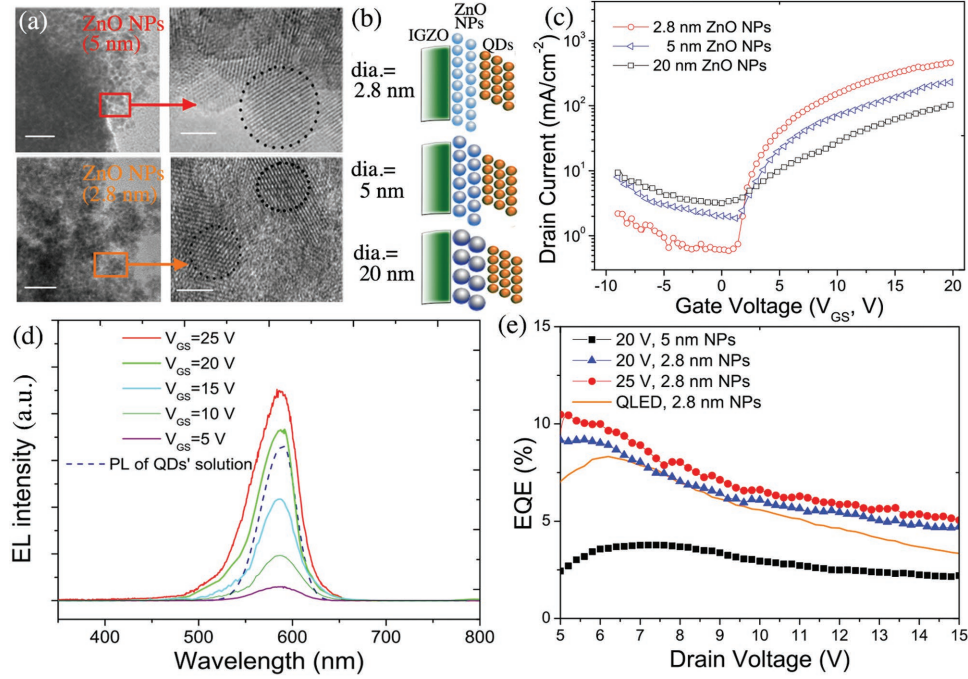 (a)
ZnO NPs
(5 nm)
ZnO NPs
(2.8 nm)
(b)
ZnO
NPs
IGZO
QDs
dia.=
2.8 nm
dia.=
5 nm
dia.=
20 nm
(c)
2.8 nm ZnO NPs
5 nm ZnO NPs
20 nm ZnO NPs
Drain Current (mA/cm⁻²)
10³
10²
10¹
10⁰
-10 -5 0 5 10 15 20
Gate Voltage (V_GS, V)
(d)
V_GS=25 V
V_GS=20 V
V_GS=15 V
V_GS=10 V
V_GS=5 V
PL of QDs' solution
EL intensity (a.u.)
400 500 600 700 800
Wavelength (nm)
(e)
20 V, 5 nm NPs
20 V, 2.8 nm NPs
25 V, 2.8 nm NPs
QLED, 2.8 nm NPs
EQE (%)
15
10
5
0
5 6 7 8 9 10 11 12 13 14 15
Drain Voltage (V)